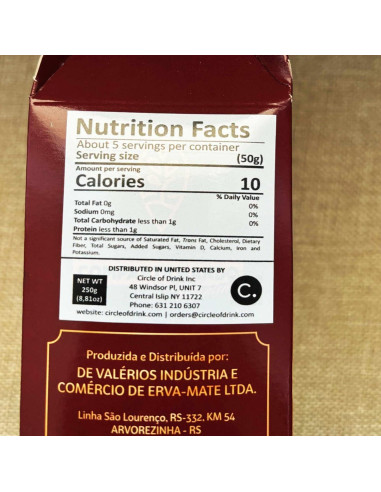 Nutrition Facts
About 5 servings per container
Serving size (50g)
Amount per serving
Calories 10
% Daily Value
Total Fat 0g 0%
Sodium 0mg 0%
Total Carbohydrate less than 1g 0%
Protein less than 1g
Not a significant source of Saturated Fat, Trans Fat, Cholesterol, Dietary
Fiber, Total Sugars, Added Sugars, Vitamin D, Calcium, Iron and
Potassium.
NET WT
250g
(8,81oz)
DISTRIBUTED IN UNITED STATES BY
Circle of Drink Inc
48 Windsor Pl, UNIT 7
Central Islip NY 11722
Phone: 631 210 6307
website: circleofdrink.com | orders@circleofdrink.com
C.
Produzida e Distribuída por:
DE VALÉRIOS INDÚSTRIA E
COMÉRCIO DE ERVA-MATE LTDA.
Linha São Lourenço, RS-332, KM 54
ARVOREZINHA - RS